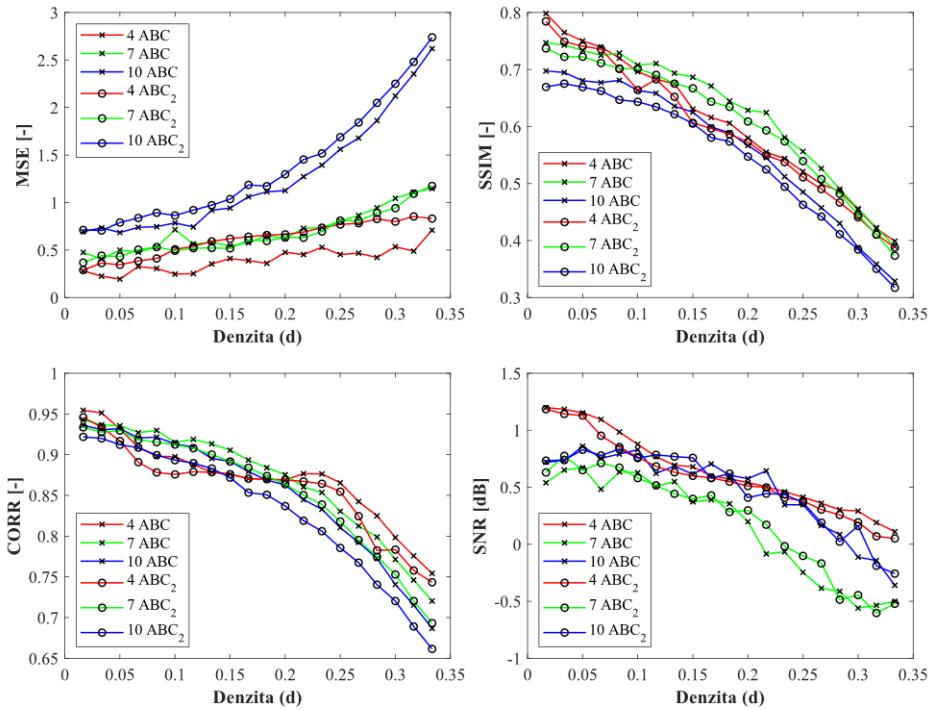 3
2.5
2
1.5
1
0.5
0
MSE [-]
4 ABC
7 ABC
10 ABC
4 ABC₂
7 ABC₂
10 ABC₂
0 0.05 0.1 0.15 0.2 0.25 0.3 0.35
Denzita (d)
0.8
0.7
0.6
0.5
0.4
0.3
SSIM [-]
4 ABC
7 ABC
10 ABC
4 ABC₂
7 ABC₂
10 ABC₂
0 0.05 0.1 0.15 0.2 0.25 0.3 0.35
Denzita (d)
1
0.95
0.9
0.85
0.8
0.75
0.7
0.65
CORR [-]
4 ABC
7 ABC
10 ABC
4 ABC₂
7 ABC₂
10 ABC₂
0 0.05 0.1 0.15 0.2 0.25 0.3 0.35
Denzita (d)
1.5
1
0.5
0
-0.5
-1
SNR [dB]
4 ABC
7 ABC
10 ABC
4 ABC₂
7 ABC₂
10 ABC₂
0 0.05 0.1 0.15 0.2 0.25 0.3 0.35
Denzita (d)